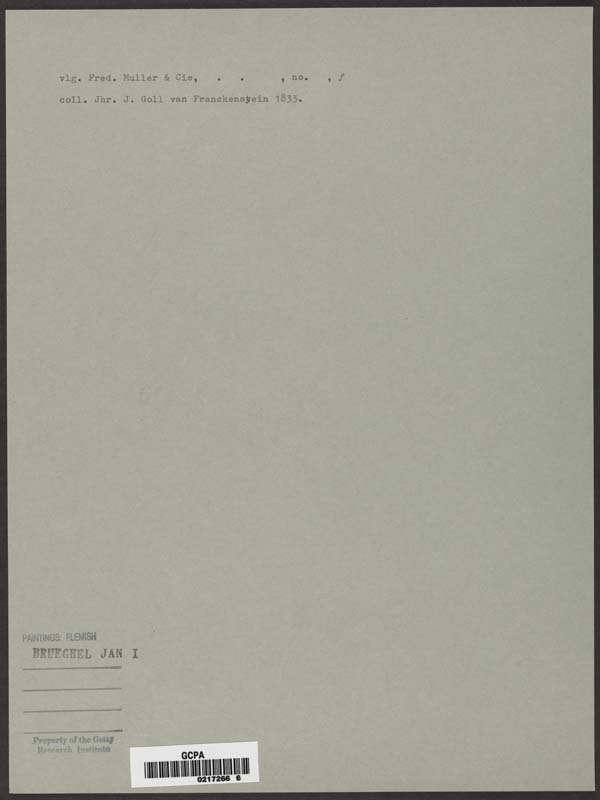 vlg. Fred. Muller & Cie, . . , no. , f
coll. Jhr. J. Goll van Franckenstein 1833.
PAINTINGS: FLEMISH
BRUEGHEL JAN I
Property of the Getty
Research Institute
GCPA
0217266 6